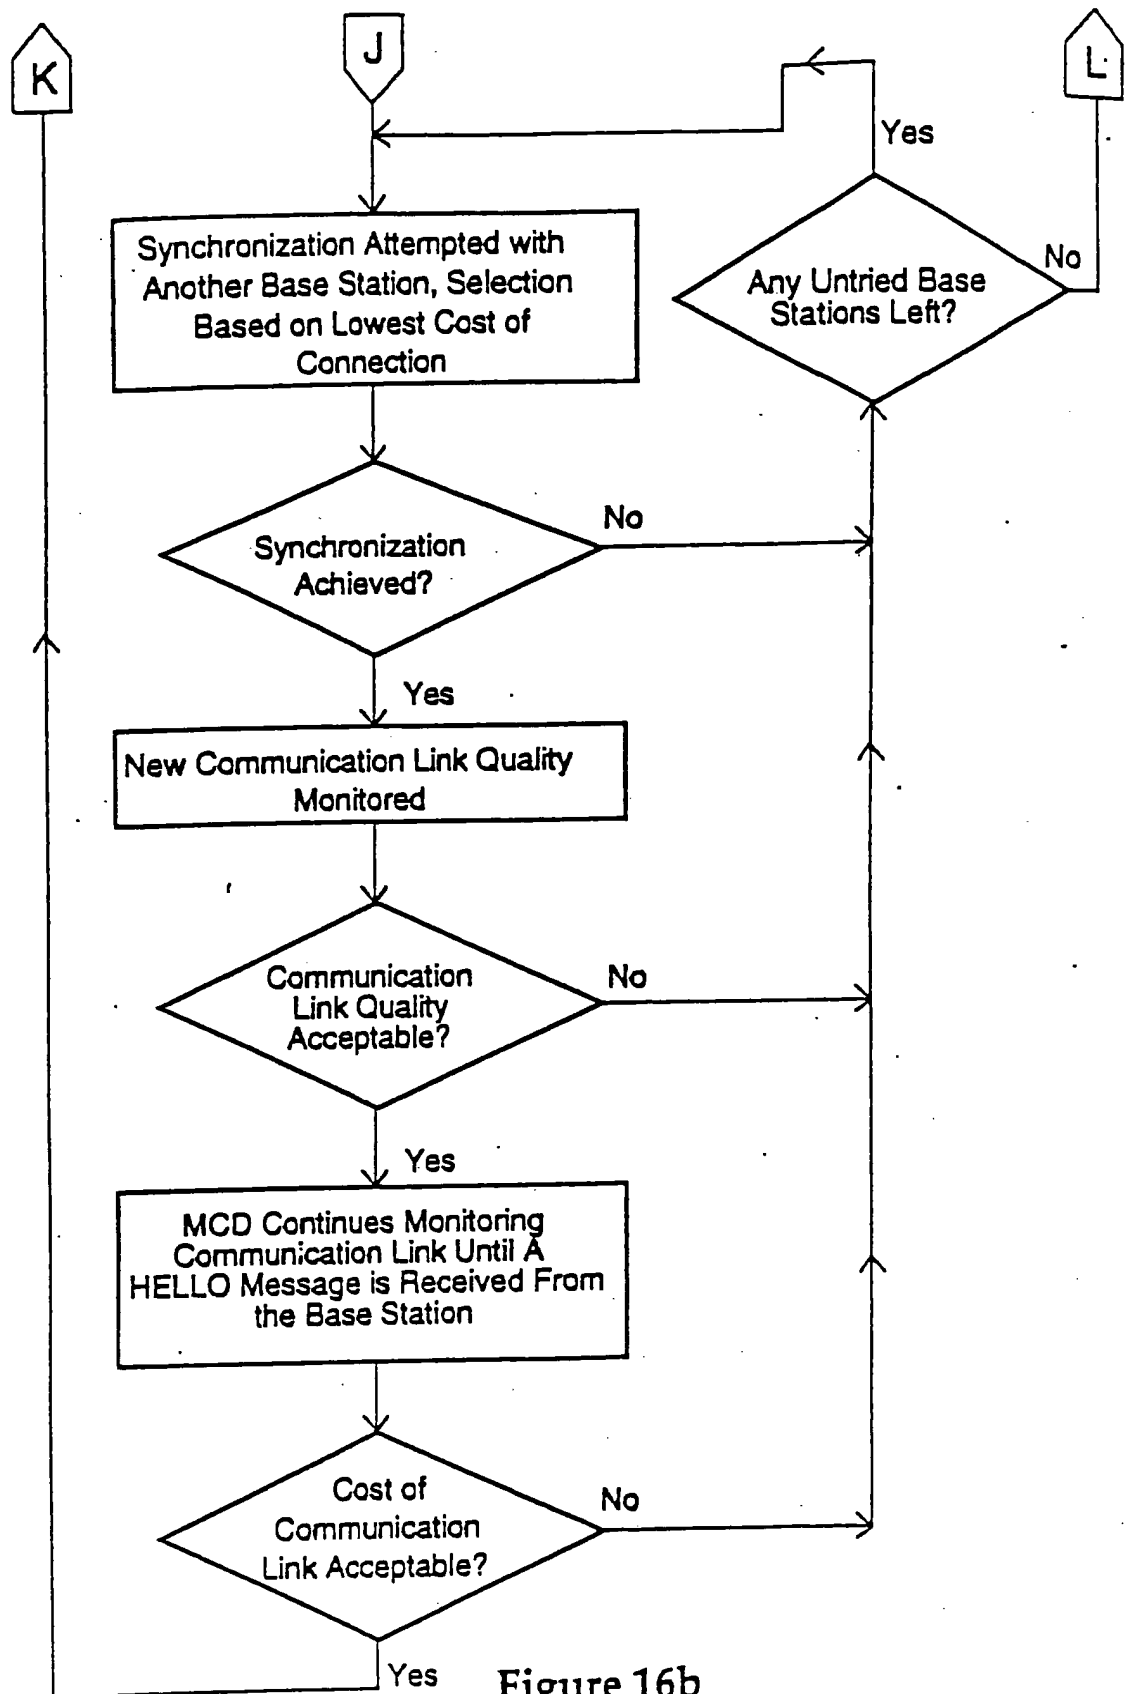 K
J
L
Yes
Synchronization Attempted with
Another Base Station, Selection
Based on Lowest Cost of
Connection
No
Any Untried Base
Stations Left?
No
Synchronization
Achieved?
Yes
New Communication Link Quality
Monitored
Communication
Link Quality
Acceptable?
No
Yes
MCD Continues Monitoring
Communication Link Until A
HELLO Message is Received From
the Base Station
Cost of
Communication
Link Acceptable?
No
Yes
Figure 16b